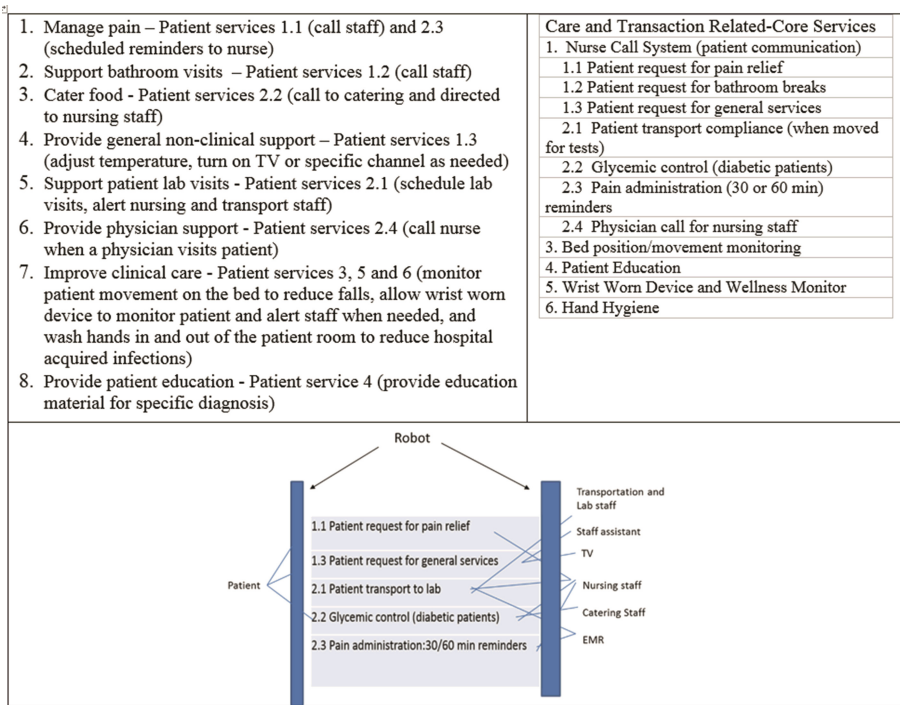 1. Manage pain – Patient services 1.1 (call staff) and 2.3
(scheduled reminders to nurse)
2. Support bathroom visits – Patient services 1.2 (call staff)
3. Cater food - Patient services 2.2 (call to catering and directed
to nursing staff)
4. Provide general non-clinical support – Patient services 1.3
(adjust temperature, turn on TV or specific channel as needed)
5. Support patient lab visits - Patient services 2.1 (schedule lab
visits, alert nursing and transport staff)
6. Provide physician support - Patient services 2.4 (call nurse
when a physician visits patient)
7. Improve clinical care - Patient services 3, 5 and 6 (monitor
patient movement on the bed to reduce falls, allow wrist worn
device to monitor patient and alert staff when needed, and
wash hands in and out of the patient room to reduce hospital
acquired infections)
8. Provide patient education - Patient service 4 (provide education
material for specific diagnosis)
Care and Transaction Related-Core Services
1. Nurse Call System (patient communication)
1.1 Patient request for pain relief
1.2 Patient request for bathroom breaks
1.3 Patient request for general services
2.1 Patient transport compliance (when moved
for tests)
2.2 Glycemic control (diabetic patients)
2.3 Pain administration (30 or 60 min)
reminders
2.4 Physician call for nursing staff
3. Bed position/movement monitoring
4. Patient Education
5. Wrist Worn Device and Wellness Monitor
6. Hand Hygiene
Robot
Patient
1.1 Patient request for pain relief
1.3 Patient request for general services
2.1 Patient transport to lab
2.2 Glycemic control (diabetic patients)
2.3 Pain administration:30/60 min reminders
Transportation and
Lab staff
Staff assistant
TV
Nursing staff
Catering Staff
EMR